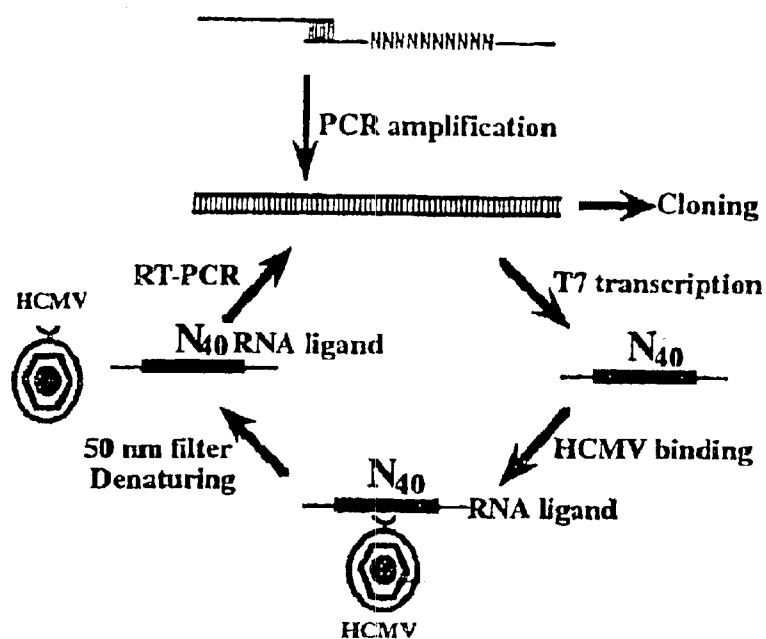 NNNNNNNNNN
PCR amplification
Cloning
RT-PCR
T7 transcription
HCMV
N40 RNA ligand
N40
50 nm filter
Denaturing
HCMV binding
N40
RNA ligand
HCMV